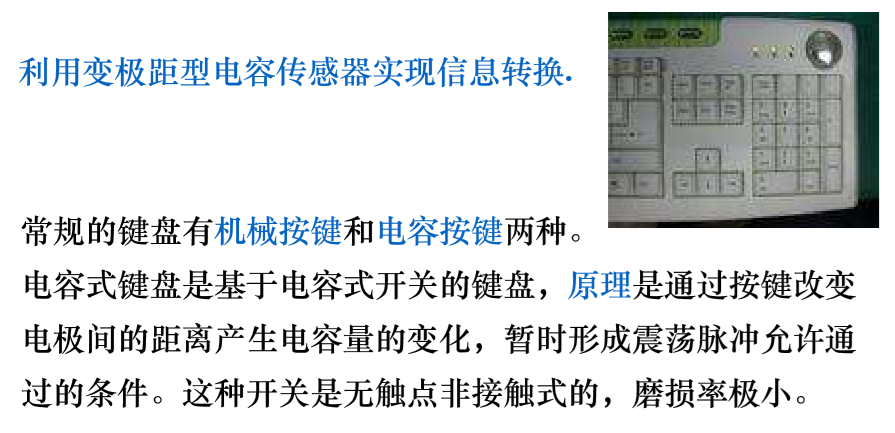 利用变极距型电容传感器实现信息转换.
常规的键盘有机械按键和电容按键两种。
电容式键盘是基于电容式开关的键盘，原理是通过按键改变
电极间的距离产生电容量的变化，暂时形成震荡脉冲允许通
过的条件。这种开关是无触点非接触式的，磨损率极小。